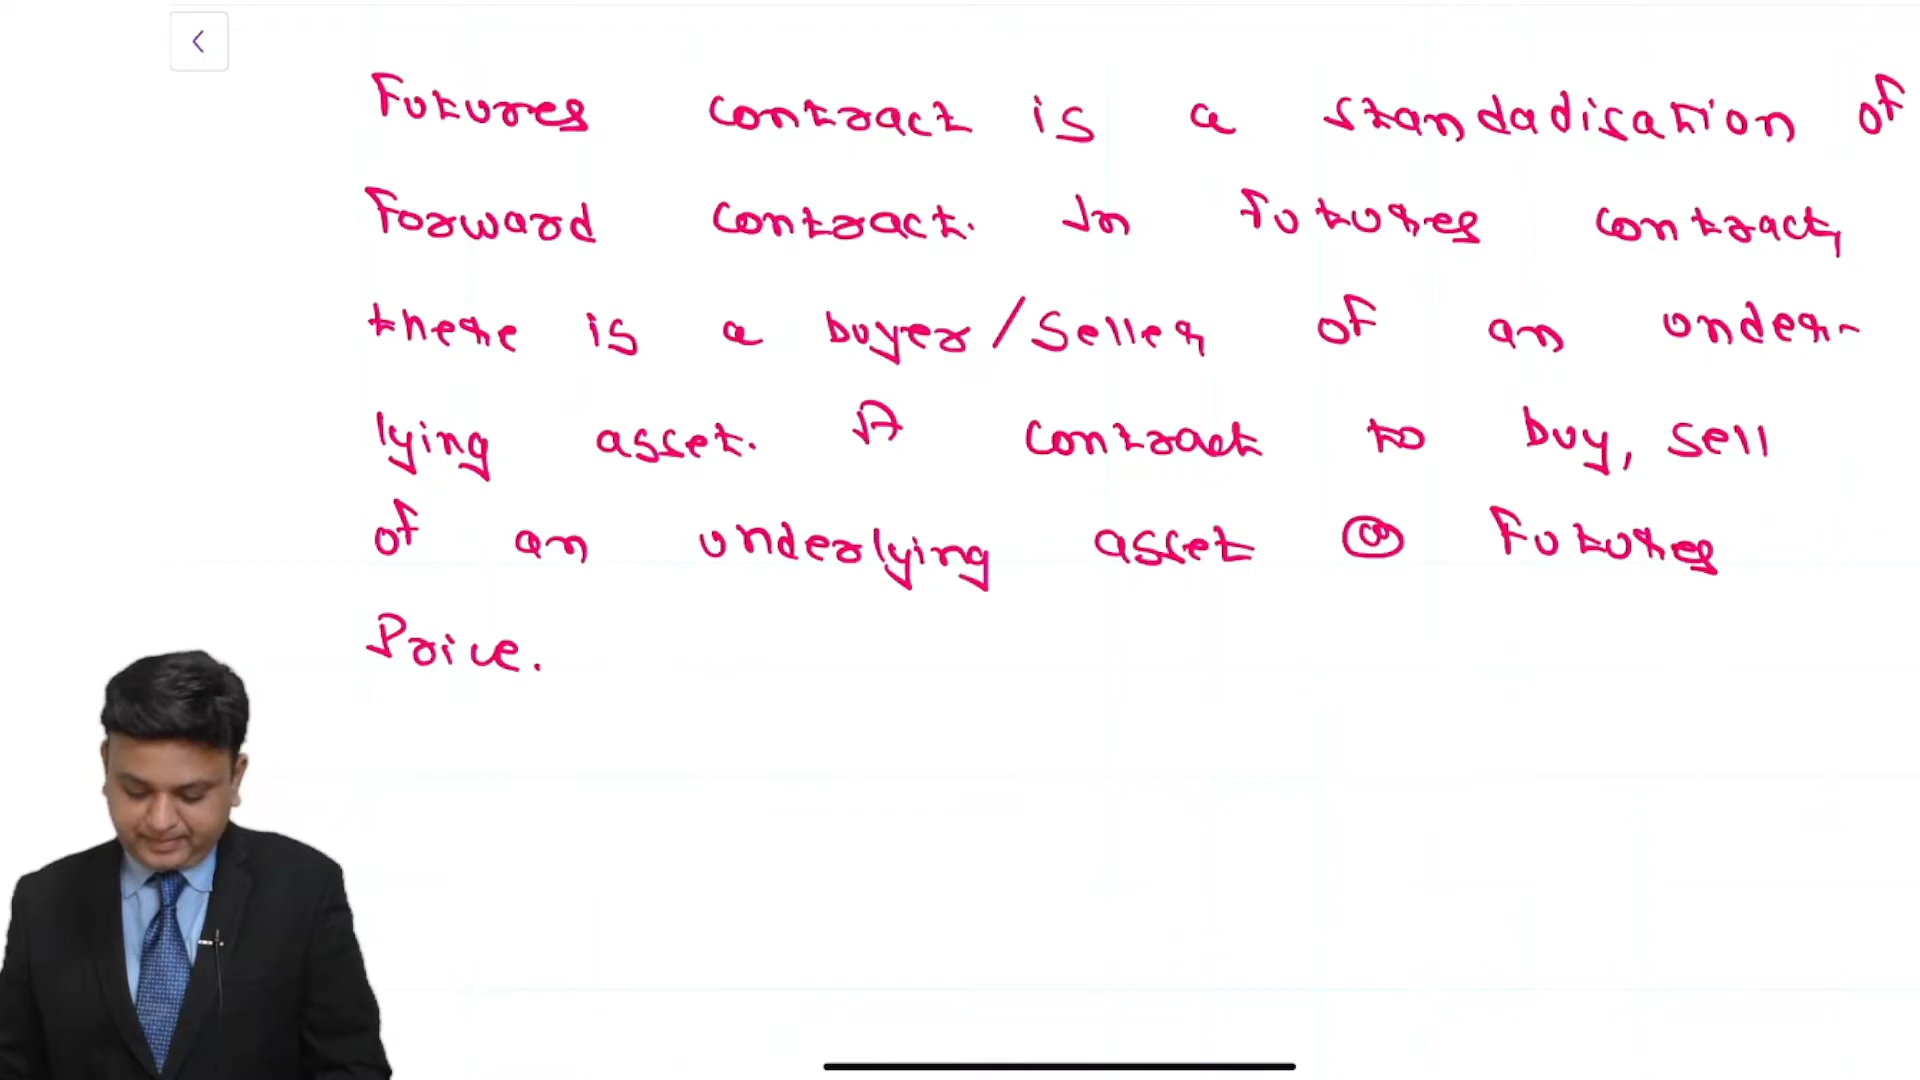 Futures contract is a standadisation of
Forward contract. In Futures contract,
there is a buyer/seller of an under-
lying asset. A contract to buy, sell
of an underlying asset @ Futures
Price.